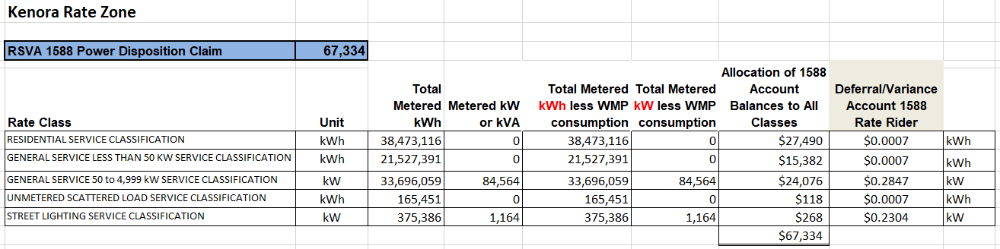 Kenora Rate Zone
RSVA 1588 Power Disposition Claim 67,334
Allocation of 1588
Total Total Metered Total Metered Account Deferral/Variance
Metered Metered kW kWh less WMP kW less WMP Balances to All Account 1588
Rate Class Unit kWh or kVA consumption consumption Classes Rate Rider
RESIDENTIAL SERVICE CLASSIFICATION kWh 38,473,116 0 38,473,116 0 $27,490 $0.0007 kWh
GENERAL SERVICE LESS THAN 50 KW SERVICE CLASSIFICATION kWh 21,527,391 0 21,527,391 0 $15,382 $0.0007 kWh
GENERAL SERVICE 50 to 4,999 kW SERVICE CLASSIFICATION kW 33,696,059 84,564 33,696,059 84,564 $24,076 $0.2847 kW
UNMETERED SCATTERED LOAD SERVICE CLASSIFICATION kWh 165,451 0 165,451 0 $118 $0.0007 kWh
STREET LIGHTING SERVICE CLASSIFICATION kW 375,386 1,164 375,386 1,164 $268 $0.2304 kW
$67,334